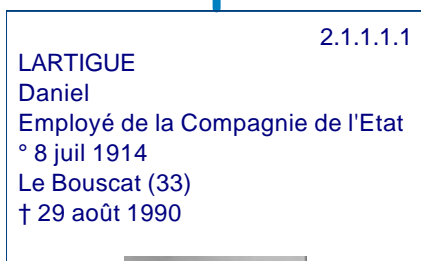 2.1.1.1.1
LARTIGUE
Daniel
Employé de la Compagnie de l'Etat
° 8 juil 1914
Le Bouscat (33)
† 29 août 1990